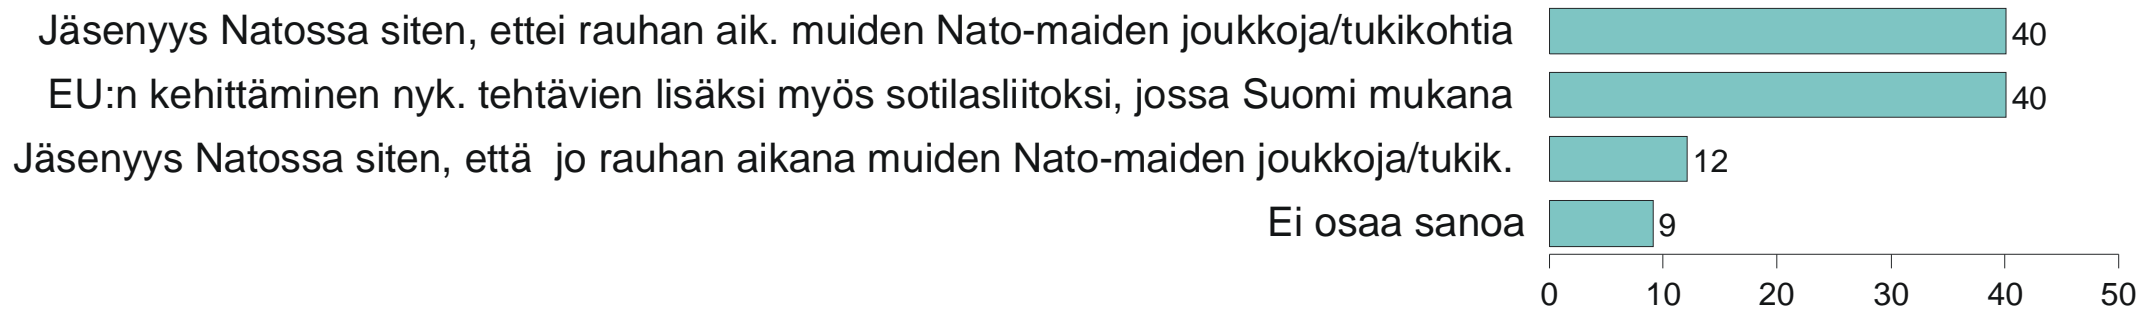 Jäsenyys Natossa siten, ettei rauhan aik. muiden Nato-maiden joukkoja/tukikohtia 40
EU:n kehittäminen nyk. tehtävien lisäksi myös sotilasliitoksi, jossa Suomi mukana 40
Jäsenyys Natossa siten, että  jo rauhan aikana muiden Nato-maiden joukkoja/tukik. 12
Ei osaa sanoa 9
0 10 20 30 40 50